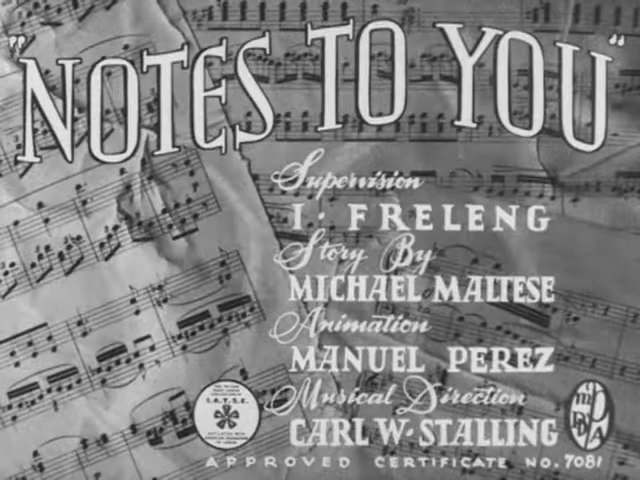 "NOTES TO YOU"
Supervision
I. FRELENG
Story By
MICHAEL MALTESE
Animation
MANUEL PEREZ
Musical Direction
CARL W. STALLING
I.A.T.S.E.
MPPDA
APPROVED CERTIFICATE NO. 7081